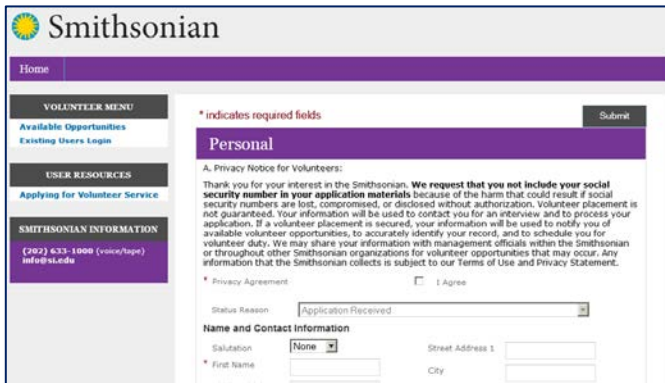 Smithsonian
Home
VOLUNTEER MENU
Available Opportunities
Existing Users Login
USER RESOURCES
Applying for Volunteer Service
SMITHSONIAN INFORMATION
(202) 633-1000 (voice/tape)
info@si.edu
* indicates required fields
Submit
Personal
A. Privacy Notice for Volunteers:
Thank you for your interest in the Smithsonian. We request that you not include your social
security number in your application materials because of the harm that could result if social
security numbers are lost, compromised, or disclosed without authorization. Volunteer placement is
not guaranteed. Your information will be used to contact you for an interview and to process your
application. If a volunteer placement is secured, your information will be used to notify you of
available volunteer opportunities, to accurately identify your record, and to schedule you for
volunteer duty. We may share your information with management officials within the Smithsonian
or throughout other Smithsonian organizations for volunteer opportunities that may occur. Any
information that the Smithsonian collects is subject to our Terms of Use and Privacy Statement.
* Privacy Agreement I Agree
Status Reason Application Received
Name and Contact Information
Salutation None Street Address 1
* First Name City